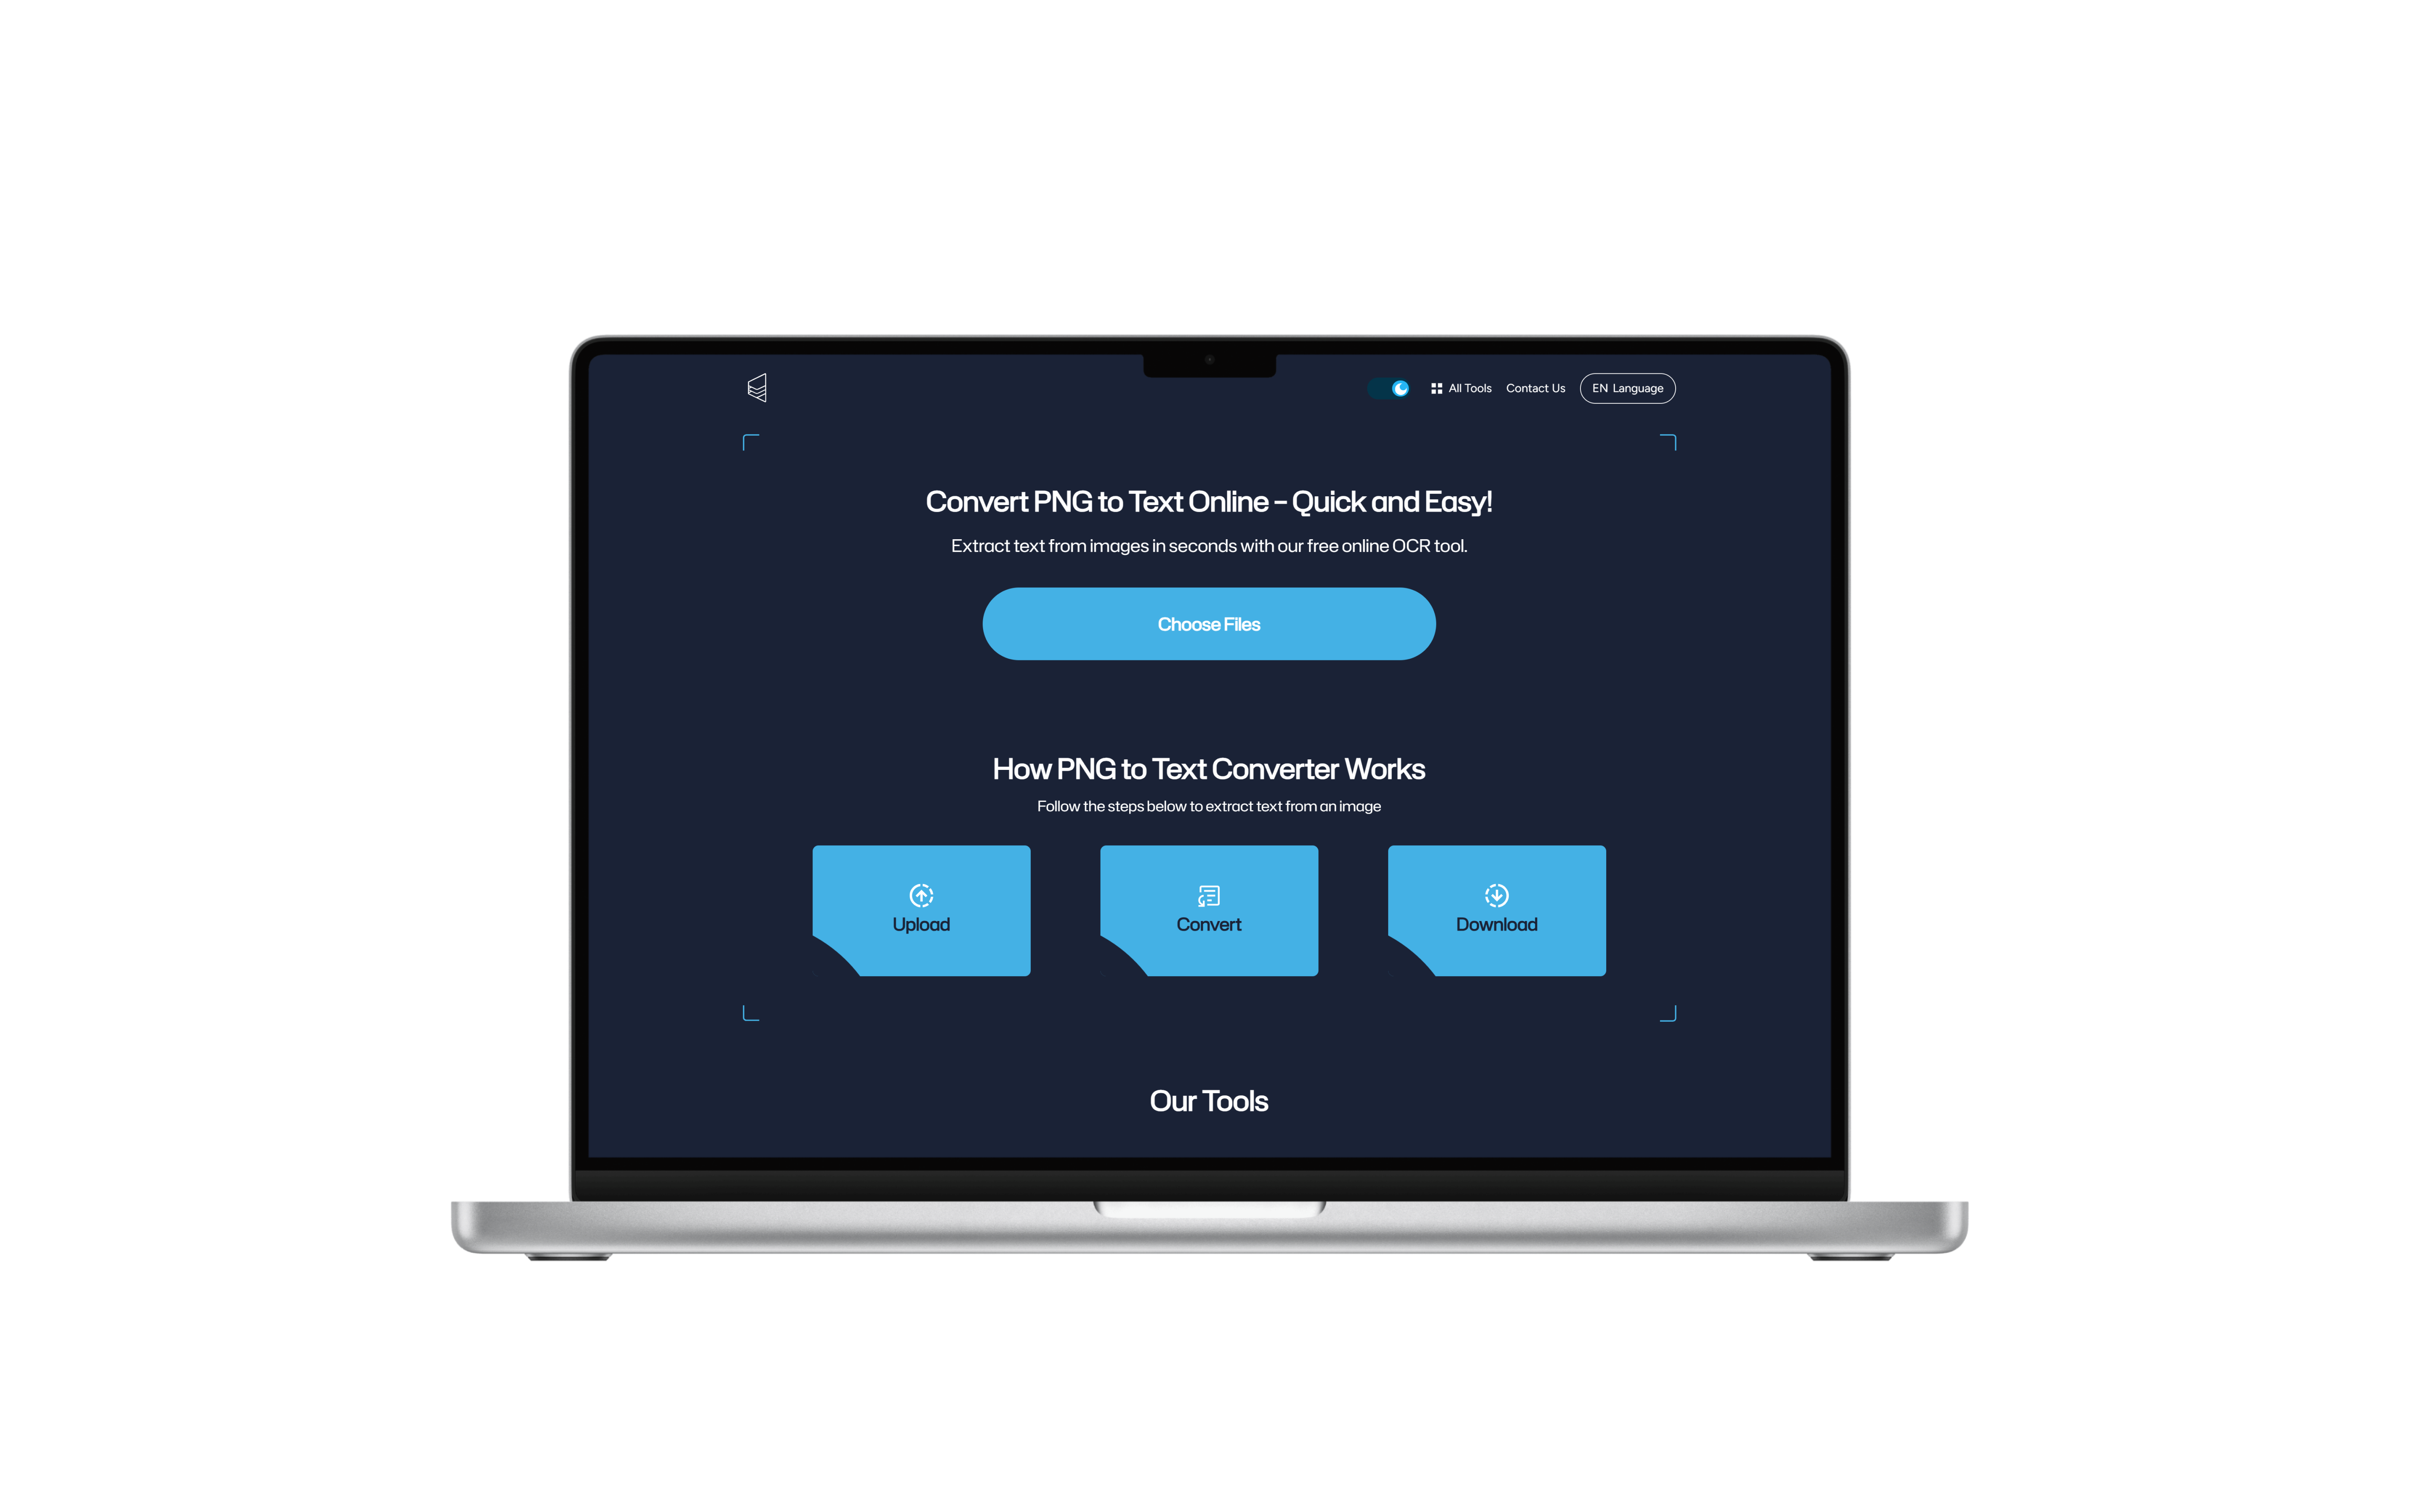 All Tools Contact Us EN Language
Convert PNG to Text Online – Quick and Easy!
Extract text from images in seconds with our free online OCR tool.
Choose Files
How PNG to Text Converter Works
Follow the steps below to extract text from an image
Upload Convert Download
Our Tools